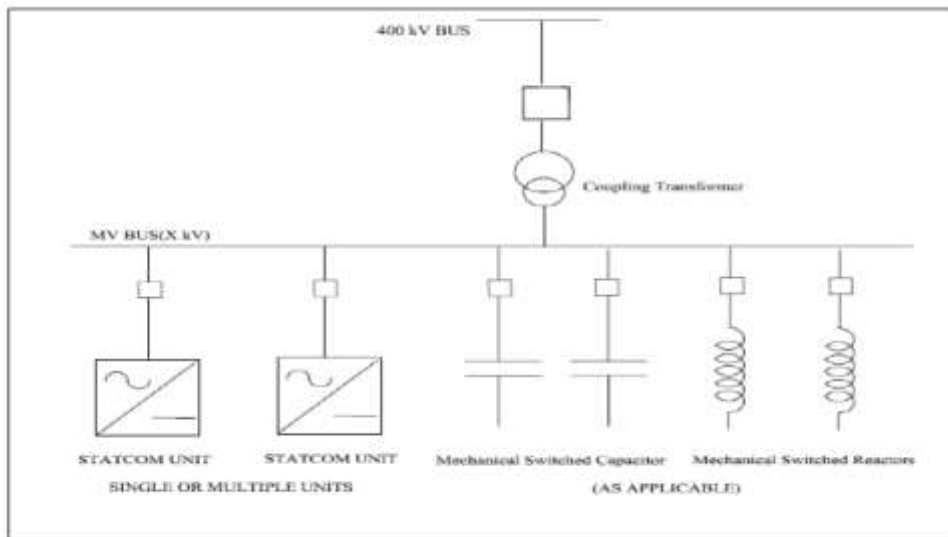 400 kV BUS
Coupling Transformer
MV BUS(X kV)
STATCOM UNIT
STATCOM UNIT
Mechanical Switched Capacitor
Mechanical Switched Reactors
SINGLE OR MULTIPLE UNITS
(AS APPLICABLE)